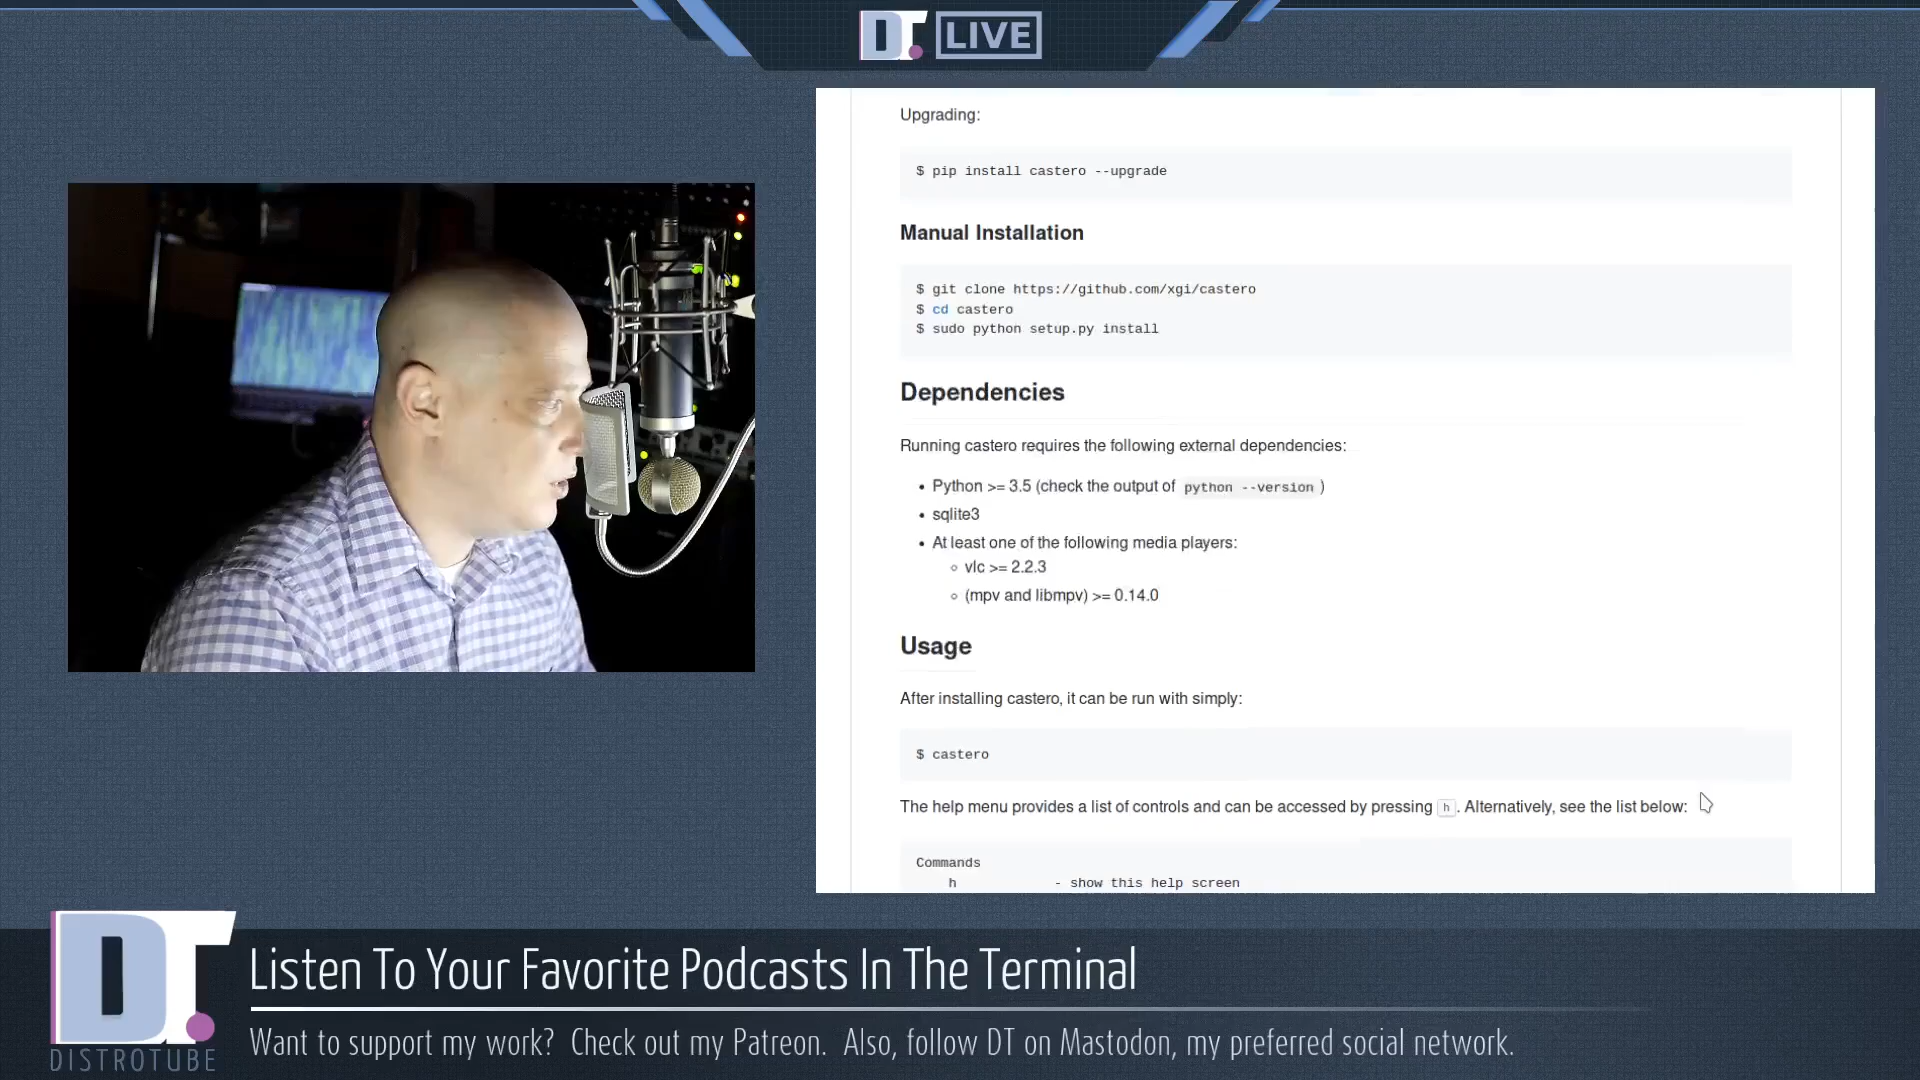 DT. LIVE
Upgrading:
$ pip install castero --upgrade
Manual Installation
$ git clone https://github.com/xgi/castero
$ cd castero
$ sudo python setup.py install
Dependencies
Running castero requires the following external dependencies:
• Python >= 3.5 (check the output of python --version )
• sqlite3
• At least one of the following media players:
◦ vlc >= 2.2.3
◦ (mpv and libmpv) >= 0.14.0
Usage
After installing castero, it can be run with simply:
$ castero
The help menu provides a list of controls and can be accessed by pressing h. Alternatively, see the list below:
Commands
h - show this help screen
DT.
DISTROTUBE
Listen To Your Favorite Podcasts In The Terminal
Want to support my work? Check out my Patreon. Also, follow DT on Mastodon, my preferred social network.